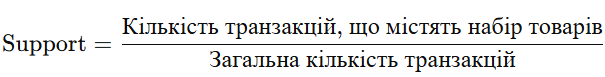 Support = Кількість транзакцій, що містять набір товарів
Загальна кількість транзакцій